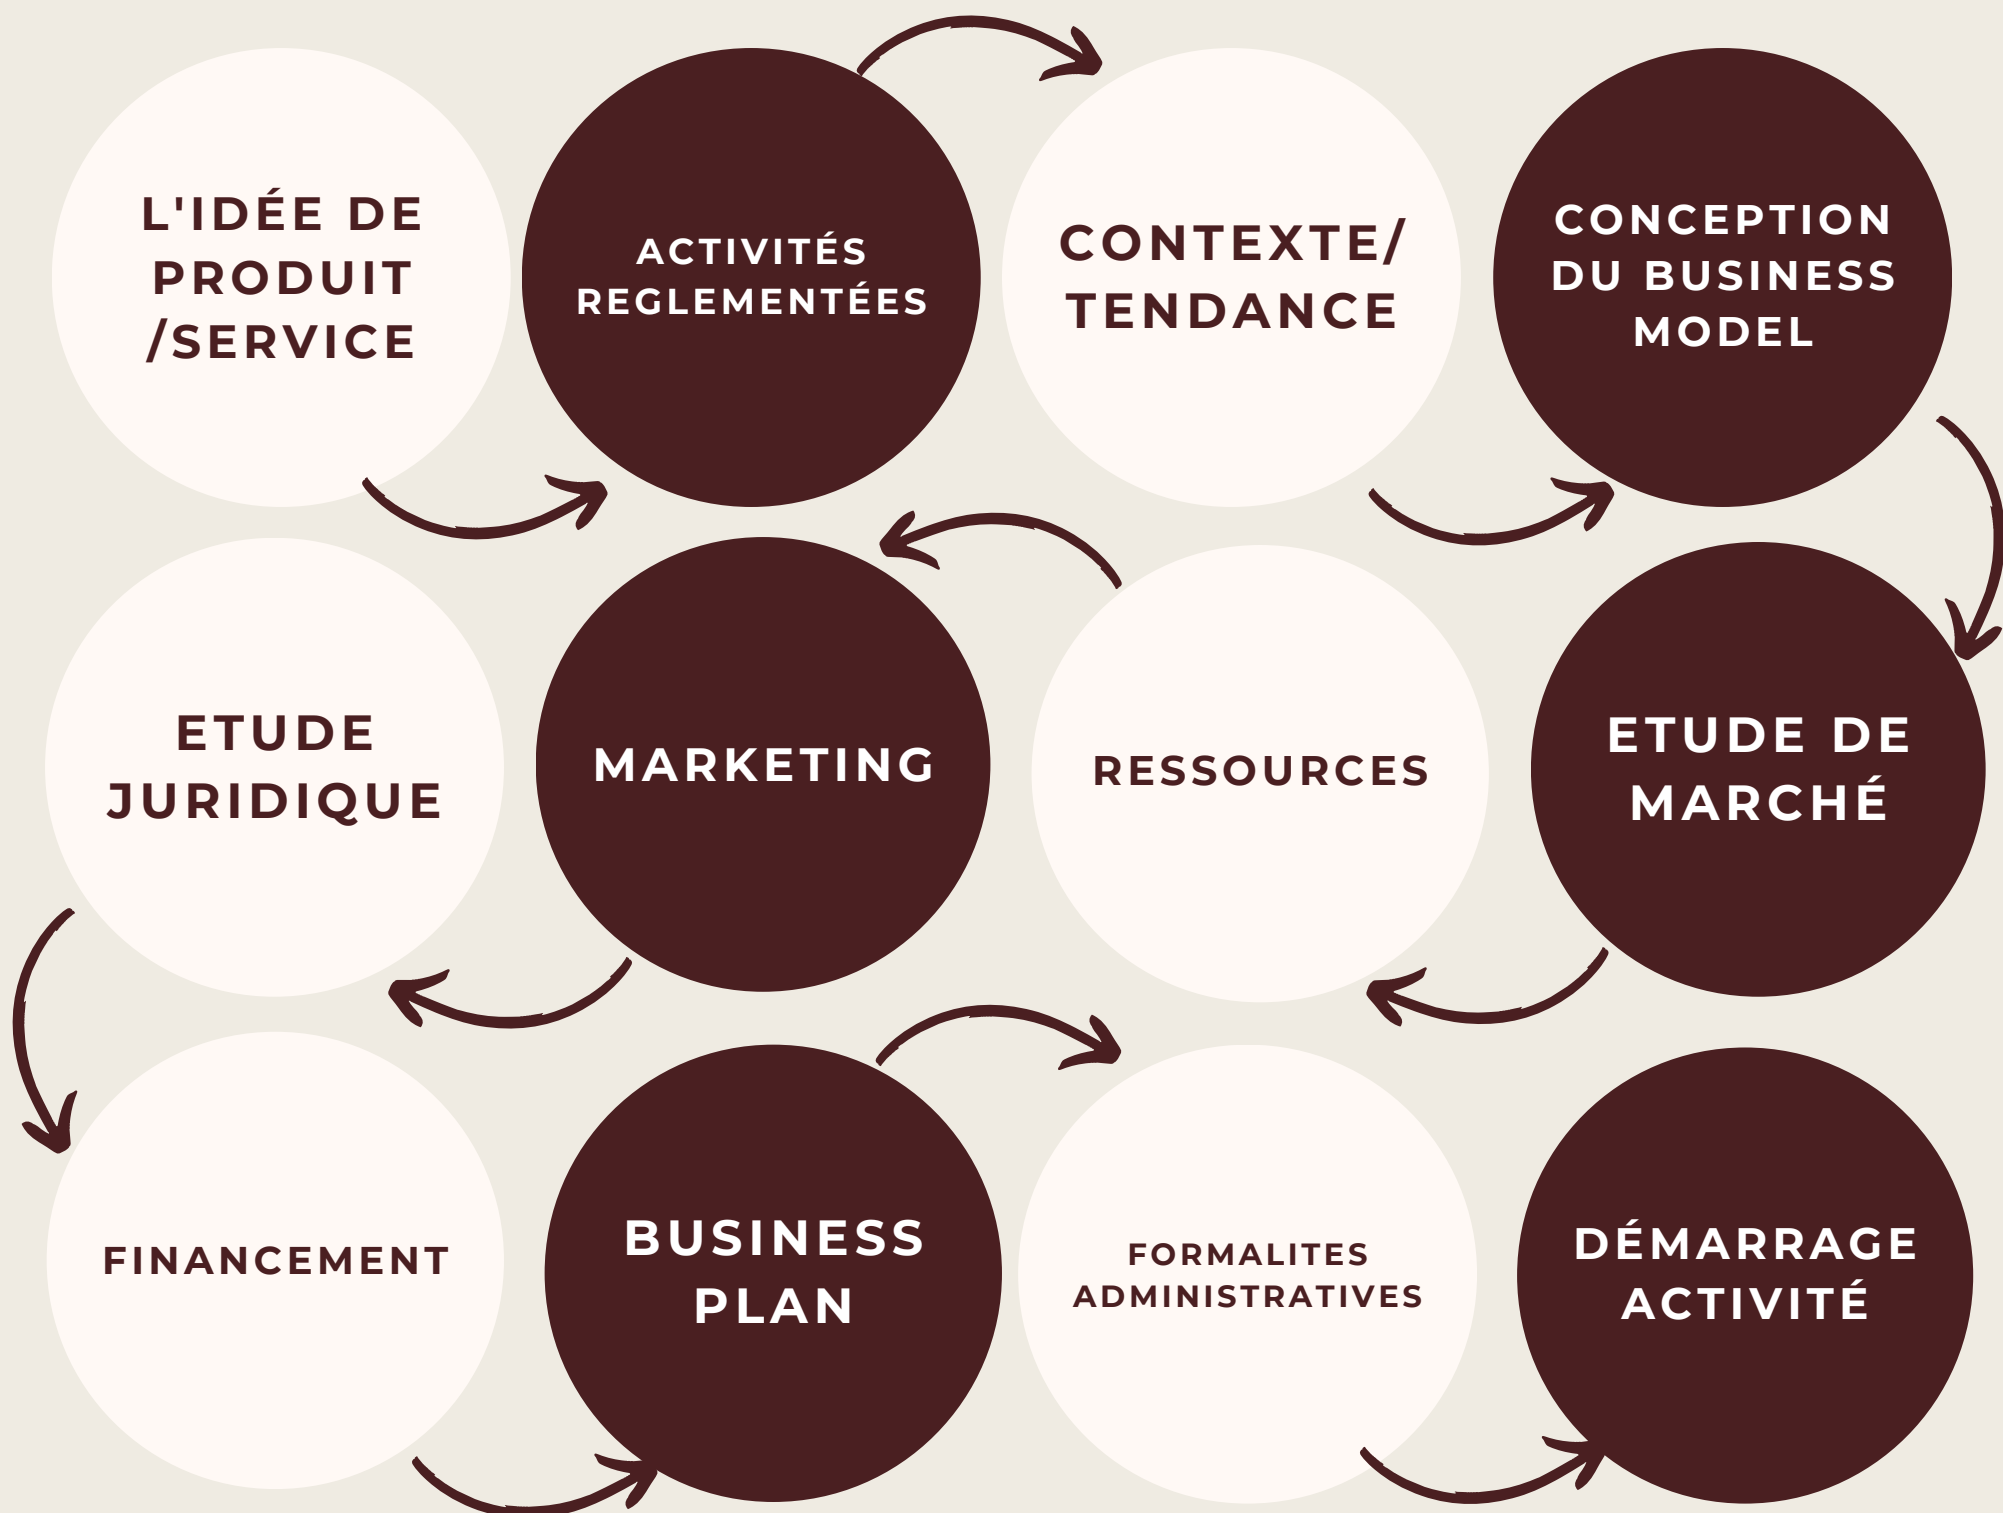 L'IDÉE DE
PRODUIT
/SERVICE
ACTIVITÉS
REGLEMENTÉES
CONTEXTE/
TENDANCE
CONCEPTION
DU BUSINESS
MODEL
ETUDE
JURIDIQUE
MARKETING
RESSOURCES
ETUDE DE
MARCHÉ
FINANCEMENT
BUSINESS
PLAN
FORMALITES
ADMINISTRATIVES
DÉMARRAGE
ACTIVITÉ